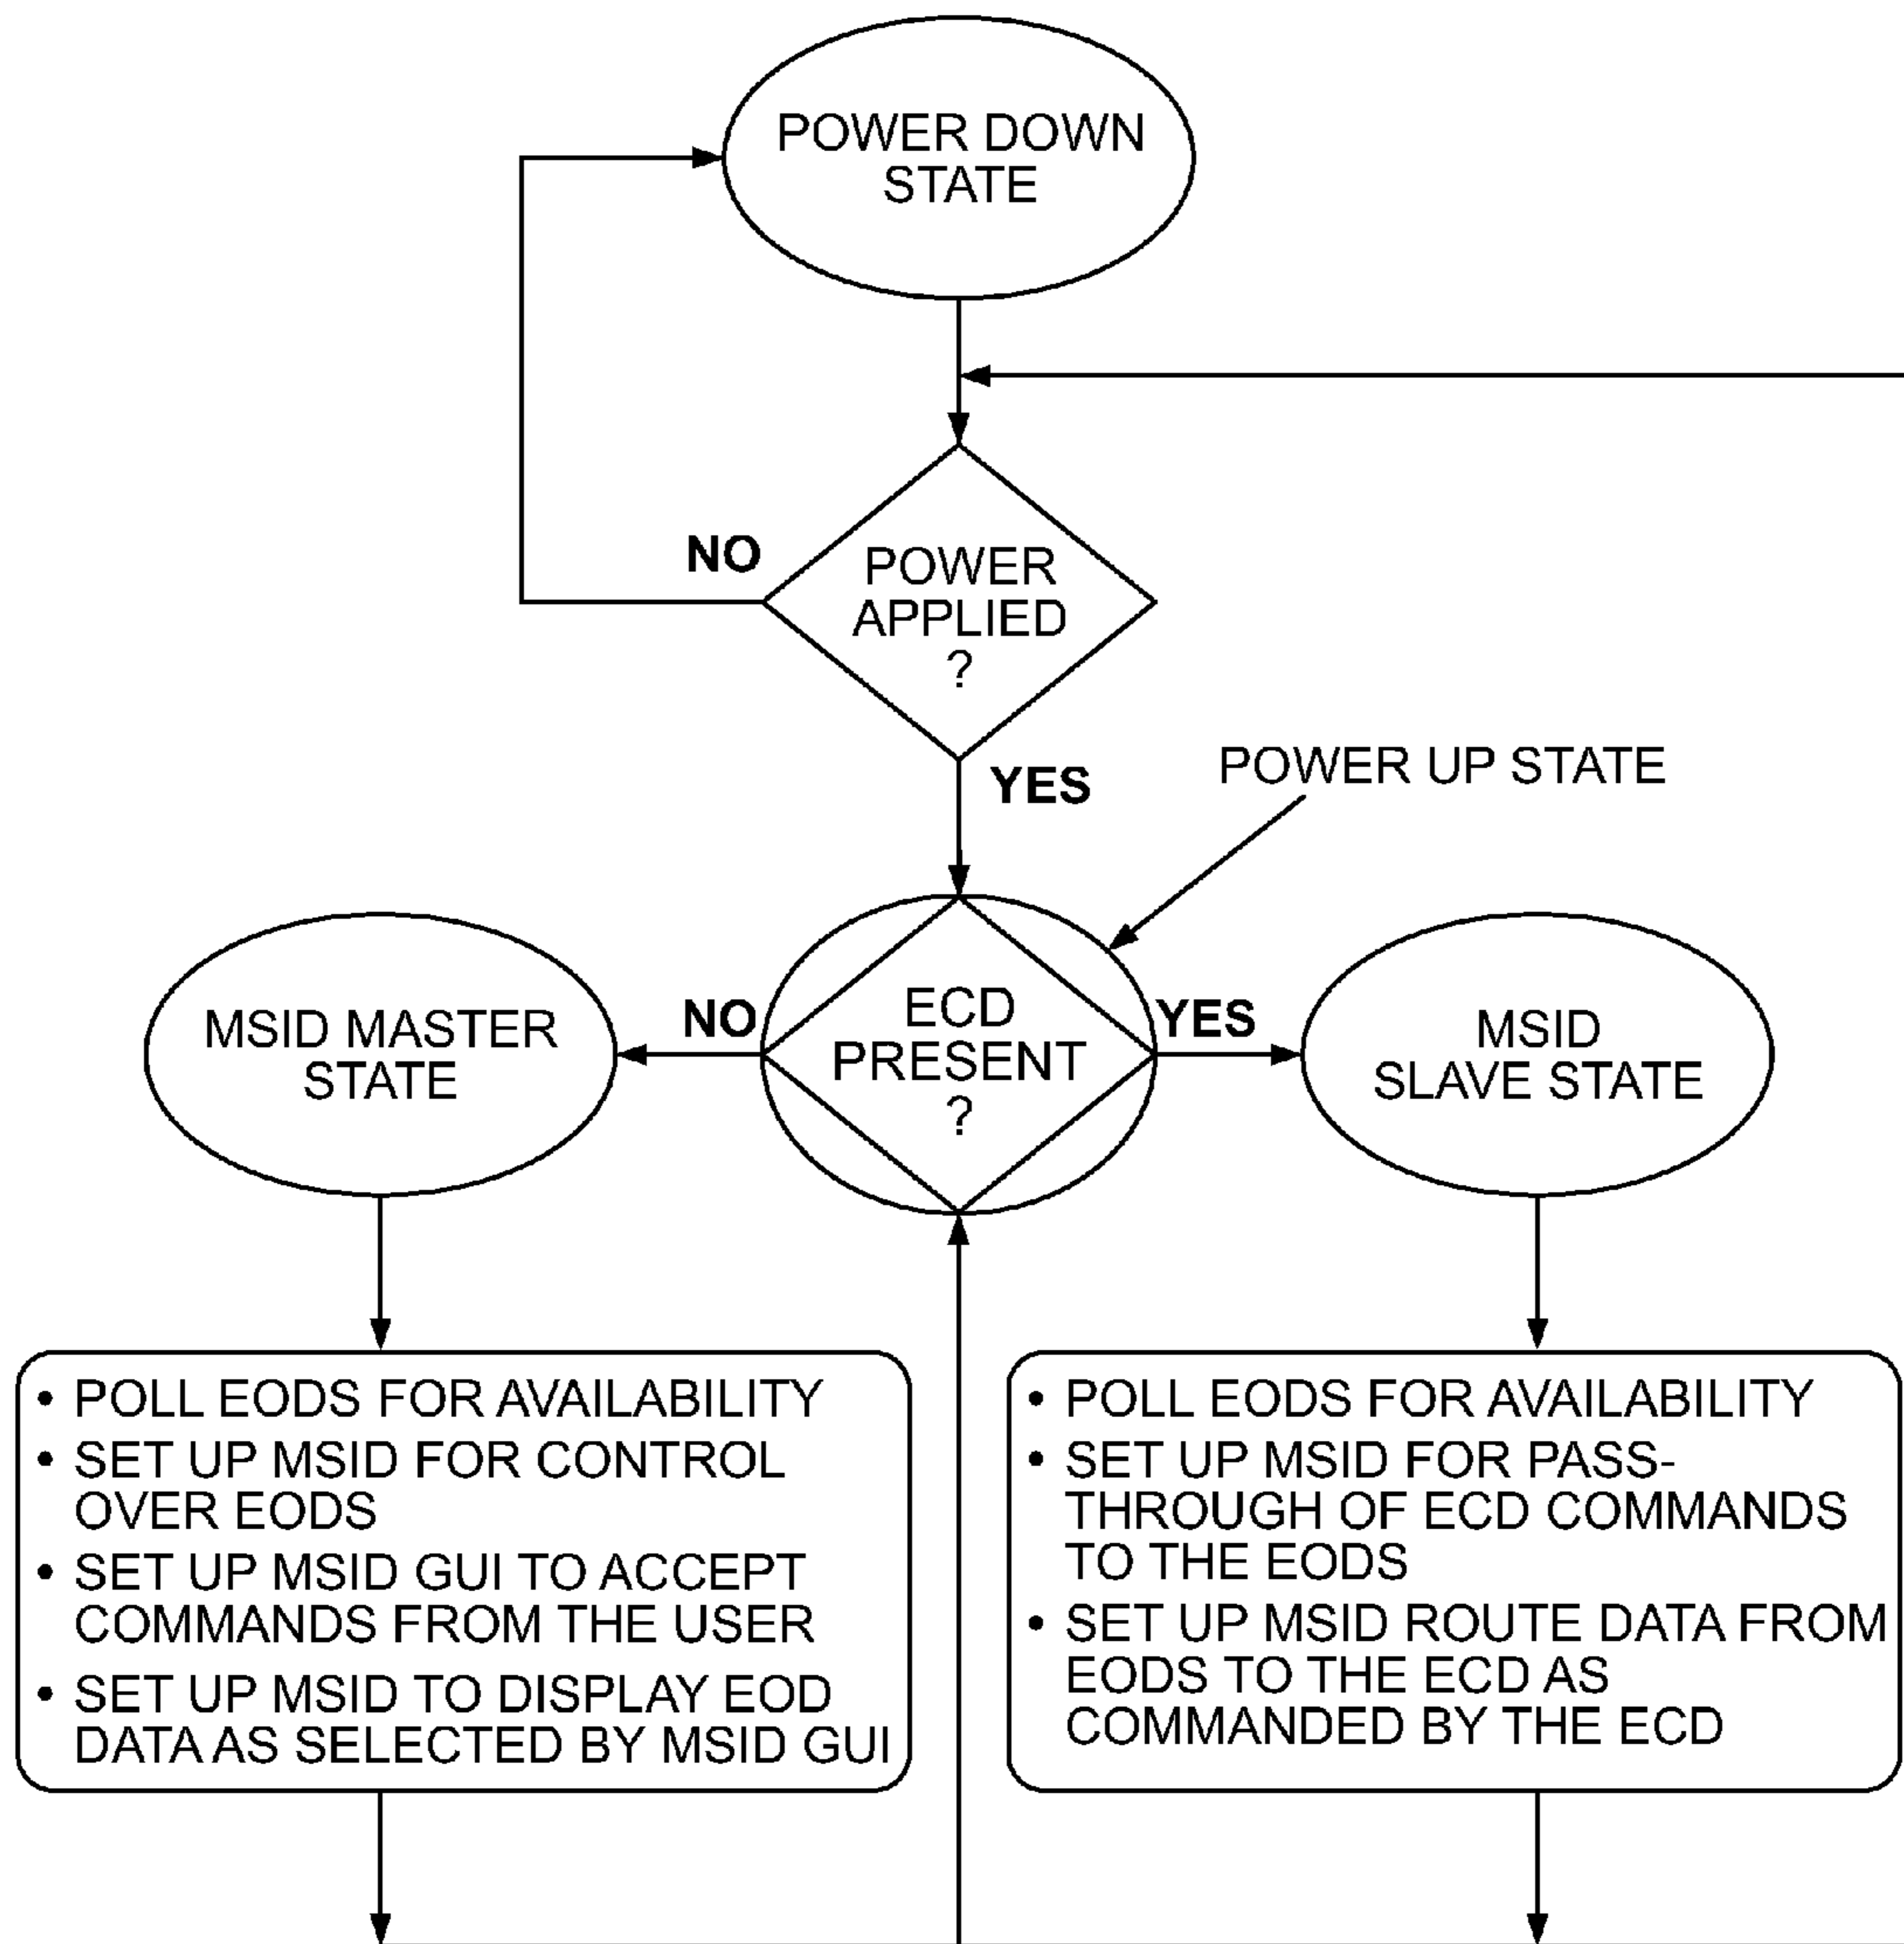 POWER DOWN
STATE
NO
POWER
APPLIED
?
YES
POWER UP STATE
MSID MASTER
STATE
NO
ECD
PRESENT
?
YES
MSID
SLAVE STATE
• POLL EODS FOR AVAILABILITY
• SET UP MSID FOR CONTROL
OVER EODS
• SET UP MSID GUI TO ACCEPT
COMMANDS FROM THE USER
• SET UP MSID TO DISPLAY EOD
DATA AS SELECTED BY MSID GUI
• POLL EODS FOR AVAILABILITY
• SET UP MSID FOR PASS-
THROUGH OF ECD COMMANDS
TO THE EODS
• SET UP MSID ROUTE DATA FROM
EODS TO THE ECD AS
COMMANDED BY THE ECD